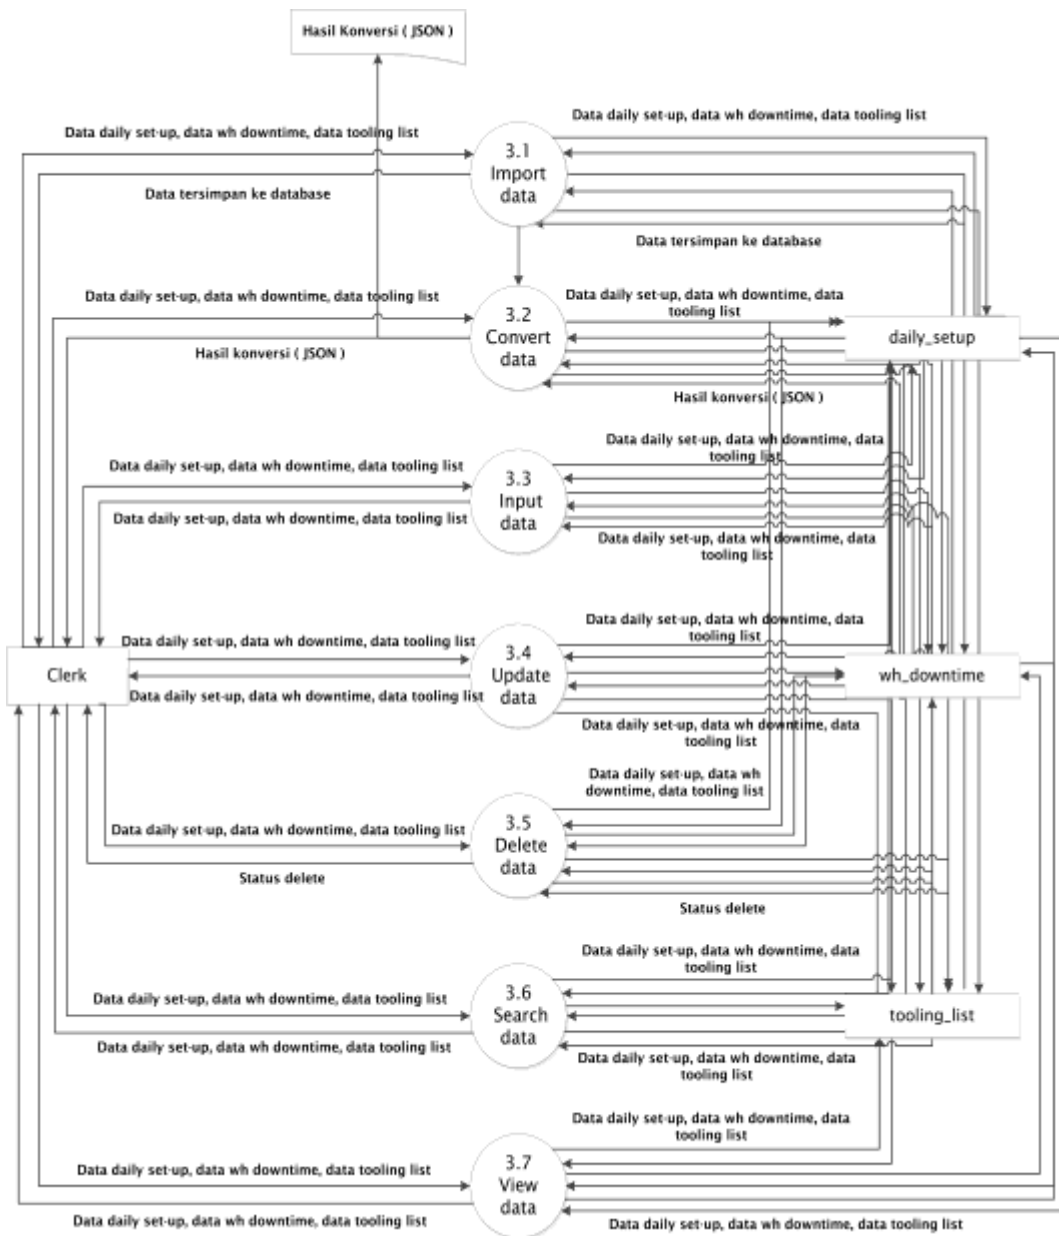 Hasil Konversi ( JSON )
Data daily set-up, data wh downtime, data tooling list
Data daily set-up, data wh downtime, data tooling list
3.1
Import
data
Data tersimpan ke database
Data tersimpan ke database
Data daily set-up, data wh downtime, data tooling list
Data daily set-up, data wh downtime, data
tooling list
3.2
Convert
data
daily_setup
Hasil konversi ( JSON )
Hasil konversi ( JSON )
Data daily set-up, data wh downtime, data
tooling list
Data daily set-up, data wh downtime, data tooling list
3.3
Input
data
Data daily set-up, data wh downtime, data tooling list
Data daily set-up, data wh downtime, data
tooling list
Data daily set-up, data wh downtime, data
tooling list
Data daily set-up, data wh downtime, data tooling list
3.4
Update
data
Clerk
wh_downtime
Data daily set-up, data wh downtime, data tooling list
Data daily set-up, data wh downtime, data
tooling list
Data daily set-up, data wh
downtime, data tooling list
Data daily set-up, data wh downtime, data tooling list
3.5
Delete
data
Status delete
Status delete
Data daily set-up, data wh downtime, data
tooling list
Data daily set-up, data wh downtime, data tooling list
3.6
Search
data
tooling_list
Data daily set-up, data wh downtime, data tooling list
Data daily set-up, data wh downtime, data
tooling list
Data daily set-up, data wh downtime, data
tooling list
Data daily set-up, data wh downtime, data tooling list
3.7
View
data
Data daily set-up, data wh downtime, data tooling list
Data daily set-up, data wh downtime, data tooling list